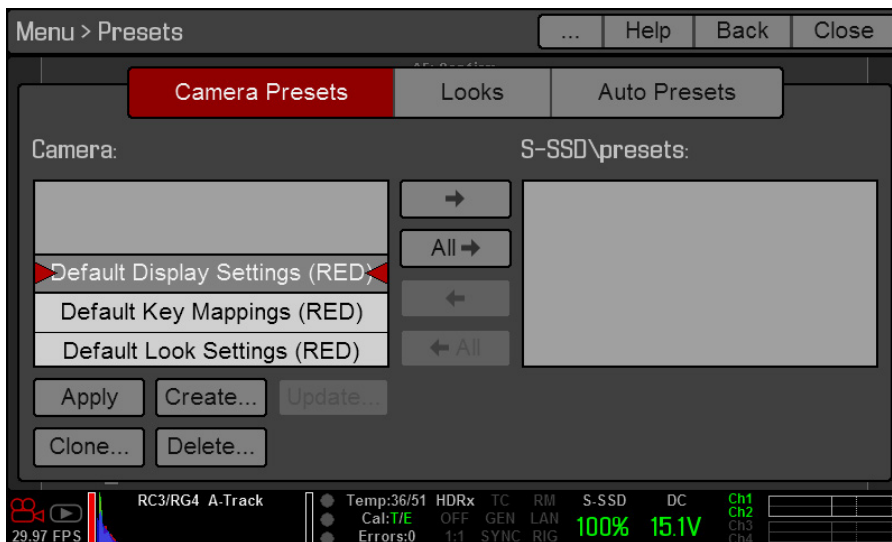 Menu > Presets
... Help Back Close
Camera Presets Looks Auto Presets
Camera: S-SSD\presets:
All
Default Display Settings (RED)
Default Key Mappings (RED)
Default Look Settings (RED)
All
Apply Create... Update...
Clone... Delete...
RC3/RG4 A-Track Temp:36/51 HDRx TC RM S-SSD DC Ch1
Cal:T/E OFF GEN LAN 100% 15.1V Ch2
Ch3
29.97 FPS Errors:0 1:1 SYNC RIG Ch4